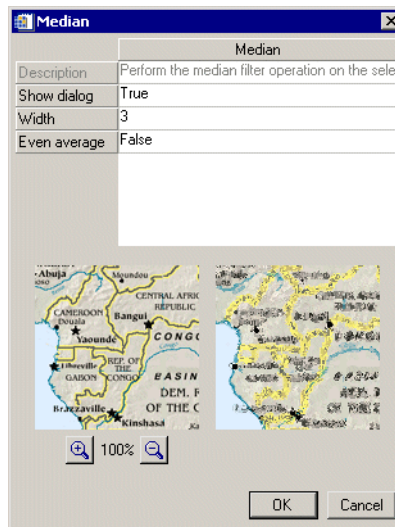 Median
Median
Description Perform the median filter operation on the sele
Show dialog True
Width 3
Even average False
Abuja
Moundou
CENTRAL AFRIC
REPUBLIC
CAMEROON
Douala
Bangui
Yaounde
CONGO
Libreville
REP. OF
THE
CONGO
GABON
BASIN
DEM. R
OF THE C
Brazzaville
Kinshasa
100%
OK Cancel